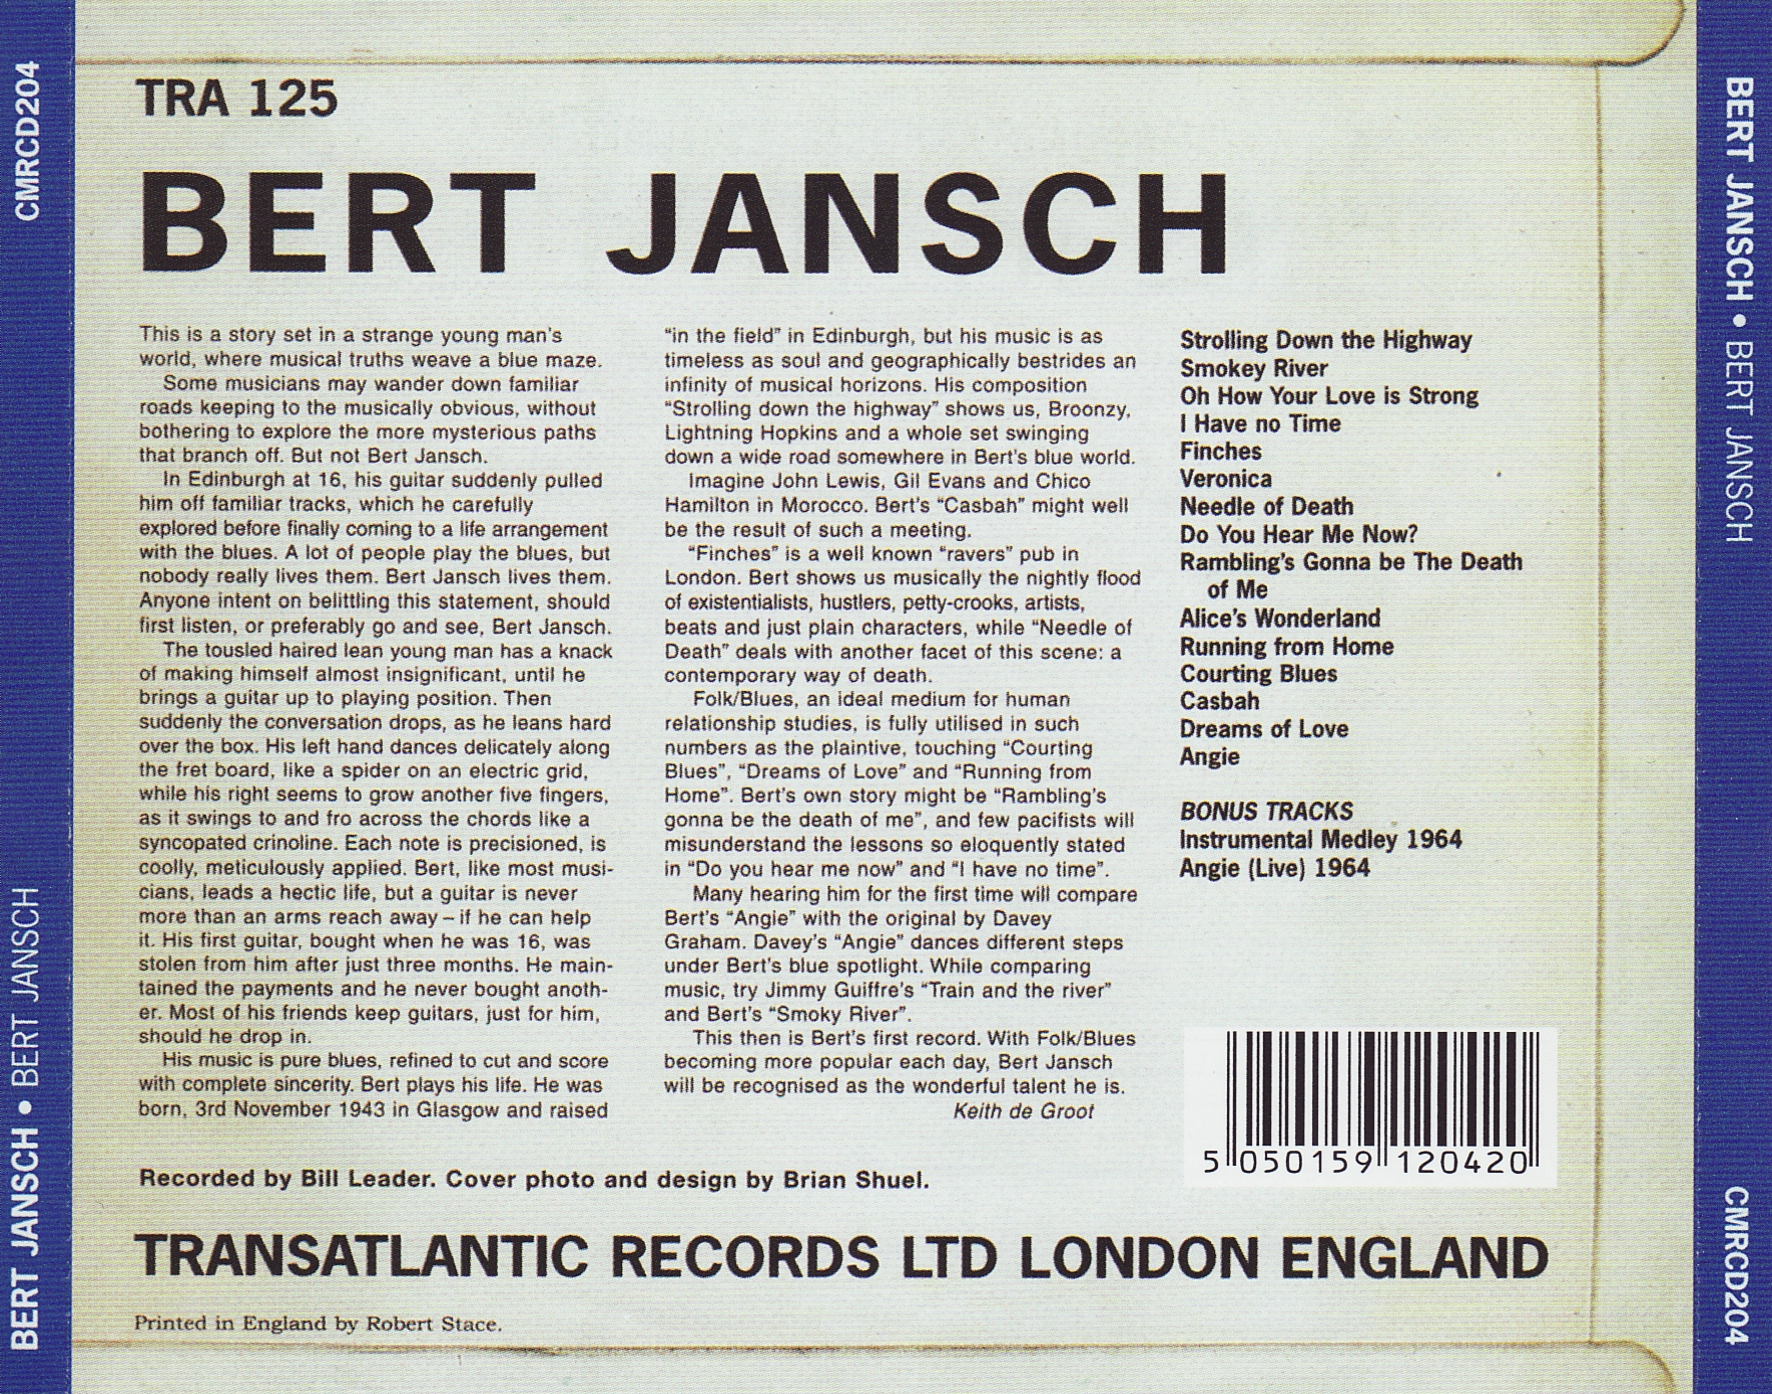 CMRCD204
BERT JANSCH • BERT JANSCH
TRA 125
BERT JANSCH
This is a story set in a strange young man's
world, where musical truths weave a blue maze.
Some musicians may wander down familiar
roads keeping to the musically obvious, without
bothering to explore the more mysterious paths
that branch off. But not Bert Jansch.
In Edinburgh at 16, his guitar suddenly pulled
him off familiar tracks, which he carefully
explored before finally coming to a life arrangement
with the blues. A lot of people play the blues, but
nobody really lives them. Bert Jansch lives them.
Anyone intent on belittling this statement, should
first listen, or preferably go and see, Bert Jansch.
The tousled haired lean young man has a knack
of making himself almost insignificant, until he
brings a guitar up to playing position. Then
suddenly the conversation drops, as he leans hard
over the box. His left hand dances delicately along
the fret board, like a spider on an electric grid,
while his right seems to grow another five fingers,
as it swings to and fro across the chords like a
syncopated crinoline. Each note is precisioned, is
coolly, meticulously applied. Bert, like most musi-
cians, leads a hectic life, but a guitar is never
more than an arms reach away – if he can help
it. His first guitar, bought when he was 16, was
stolen from him after just three months. He main-
tained the payments and he never bought anoth-
er. Most of his friends keep guitars, just for him,
should he drop in.
His music is pure blues, refined to cut and score
with complete sincerity. Bert plays his life. He was
born, 3rd November 1943 in Glasgow and raised
“in the field” in Edinburgh, but his music is as
timeless as soul and geographically bestrides an
infinity of musical horizons. His composition
“Strolling down the highway” shows us, Broonzy,
Lightning Hopkins and a whole set swinging
down a wide road somewhere in Bert's blue world.
Imagine John Lewis, Gil Evans and Chico
Hamilton in Morocco. Bert's “Casbah” might well
be the result of such a meeting.
“Finches” is a well known “ravers” pub in
London. Bert shows us musically the nightly flood
of existentialists, hustlers, petty-crooks, artists,
beats and just plain characters, while “Needle of
Death” deals with another facet of this scene: a
contemporary way of death.
Folk/Blues, an ideal medium for human
relationship studies, is fully utilised in such
numbers as the plaintive, touching “Courting
Blues”, “Dreams of Love” and “Running from
Home”. Bert's own story might be “Rambling's
gonna be the death of me”, and few pacifists will
misunderstand the lessons so eloquently stated
in “Do you hear me now” and “I have no time”.
Many hearing him for the first time will compare
Bert's “Angie” with the original by Davey
Graham. Davey's “Angie” dances different steps
under Bert's blue spotlight. While comparing
music, try Jimmy Guiffre's “Train and the river”
and Bert's “Smoky River”.
This then is Bert's first record. With Folk/Blues
becoming more popular each day, Bert Jansch
will be recognised as the wonderful talent he is.
Keith de Groot
Strolling Down the Highway
Smokey River
Oh How Your Love is Strong
I Have no Time
Finches
Veronica
Needle of Death
Do You Hear Me Now?
Rambling's Gonna be The Death
of Me
Alice's Wonderland
Running from Home
Courting Blues
Casbah
Dreams of Love
Angie
BONUS TRACKS
Instrumental Medley 1964
Angie (Live) 1964
5 050159 120420
Recorded by Bill Leader. Cover photo and design by Brian Shuel.
TRANSATLANTIC RECORDS LTD LONDON ENGLAND
Printed in England by Robert Stace.
BERT JANSCH • BERT JANSCH
CMRCD204